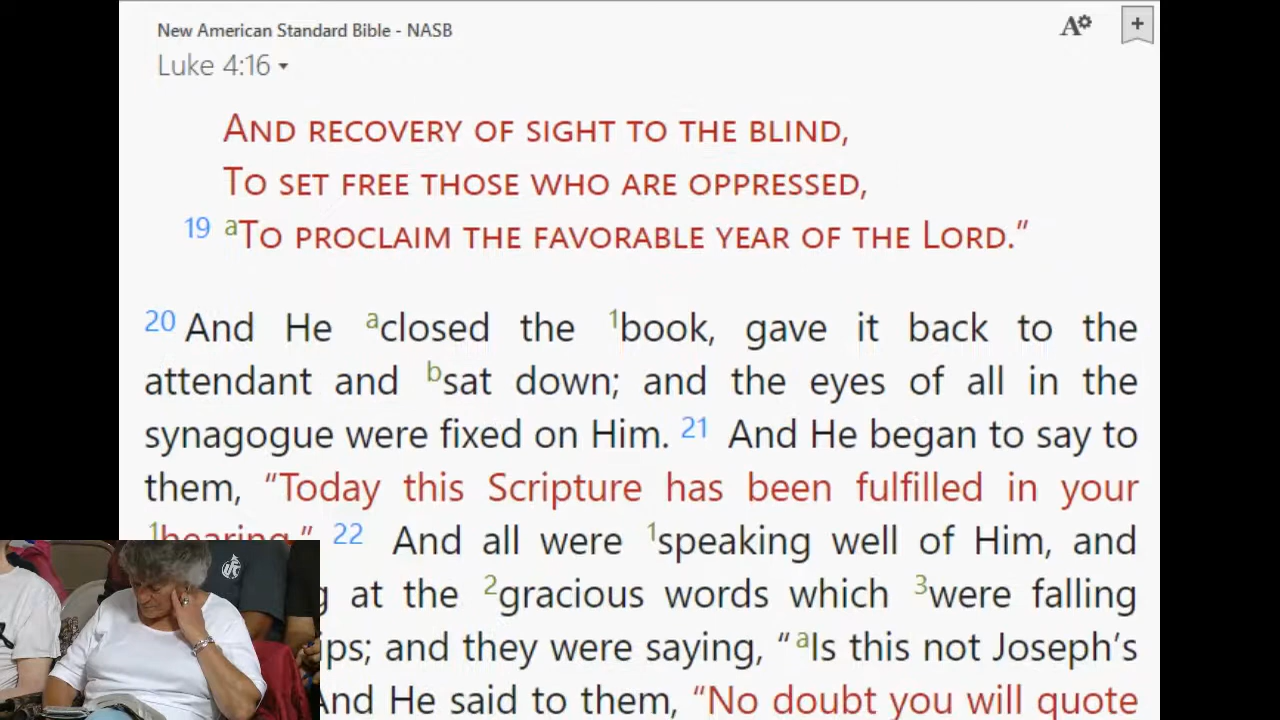 New American Standard Bible - NASB
Luke 4:16
AND RECOVERY OF SIGHT TO THE BLIND,
TO SET FREE THOSE WHO ARE OPPRESSED,
19 aTO PROCLAIM THE FAVORABLE YEAR OF THE LORD.”
20 And He aclosed the 1book, gave it back to the
attendant and bsat down; and the eyes of all in the
synagogue were fixed on Him. 21 And He began to say to
them, “Today this Scripture has been fulfilled in your
1hearing.” 22 And all were 1speaking well of Him, and
at the 2gracious words which 3were falling
and they were saying, “aIs this not Joseph’s
And He said to them, “No doubt you will quote